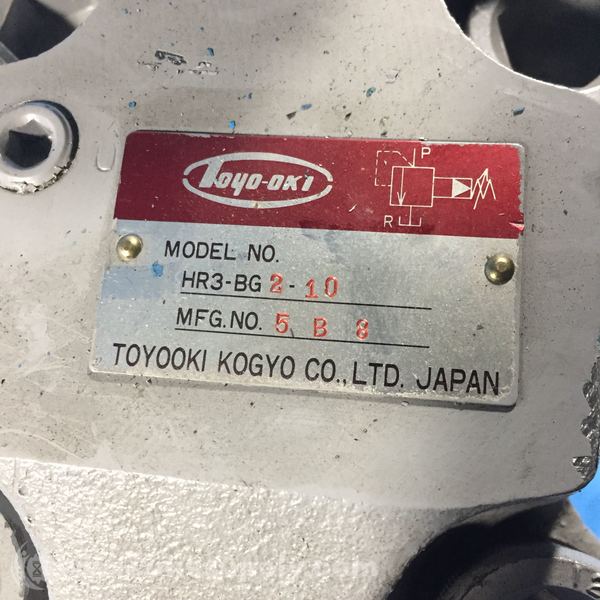 TOYO-OKI
P
R
MODEL NO.
HR3-BG 2-10
MFG.NO. 5 B 8
TOYOOKI KOGYO CO.,LTD. JAPAN